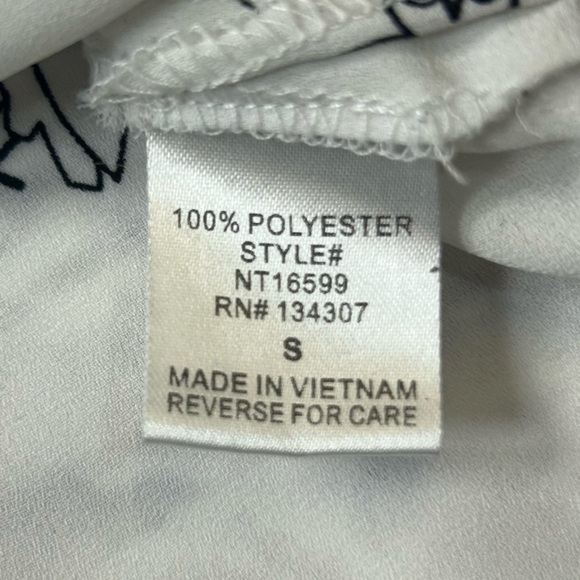 100% POLYESTER
STYLE#
NT16599
RN# 134307
S
MADE IN VIETNAM
REVERSE FOR CARE